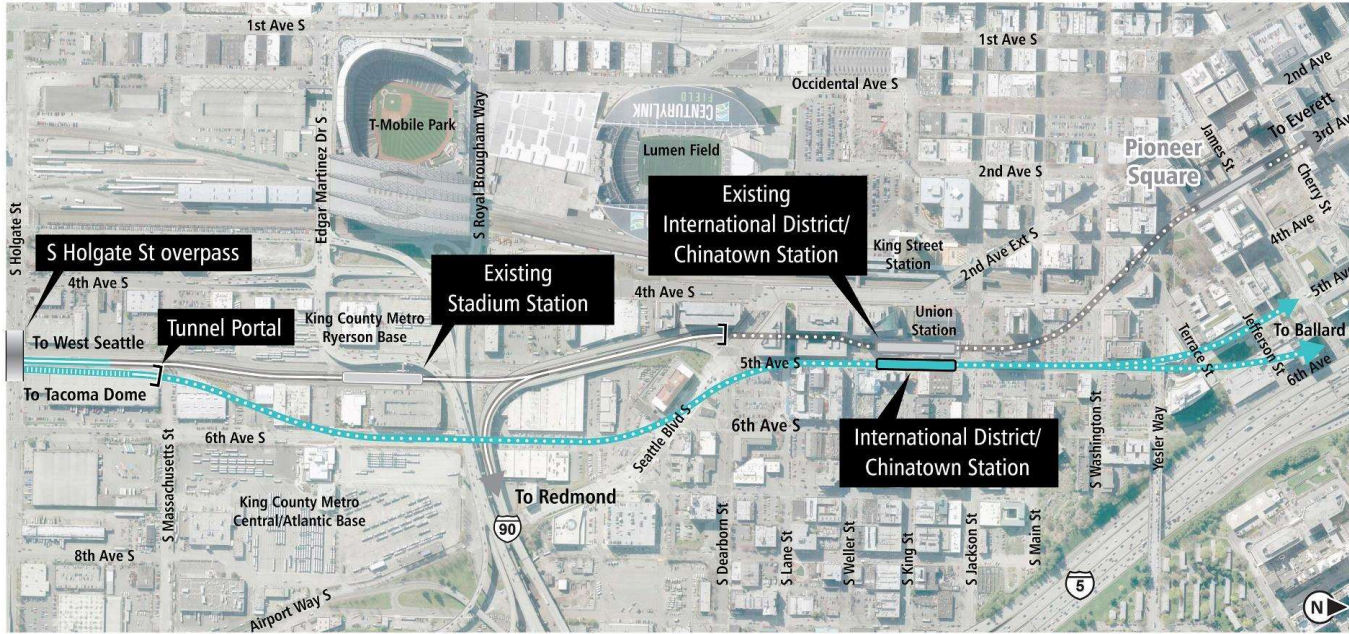 1st Ave S
1st Ave S
2nd Ave
Occidental Ave S
CENTURYLINK
FIELD
T-Mobile Park
Lumen Field
To Everett
3rd Av
James St
Pioneer
Square
Cherry St
2nd Ave S
Edgar Martinez Dr S
S Royal Brougham Way
S Holgate St
Existing
International District/
Chinatown Station
King Street
Station
2nd Ave Ext S
4th Ave S
S Holgate St overpass
4th Ave S
Existing
Stadium Station
4th Ave S
5th Av
Tunnel Portal
King County Metro
Ryerson Base
Union
Station
To West Seattle
5th Ave S
Terrace St
Jefferson St
To Ballard
6th Ave
To Tacoma Dome
6th Ave S
Seattle Blvd S
6th Ave S
International District/
Chinatown Station
S Washington St
Yesler Way
S Massachusetts St
King County Metro
Central/Atlantic Base
To Redmond
90
8th Ave S
S Dearborn St
S Lane St
S Weller St
S King St
S Jackson St
S Main St
5
Airport Way S
N